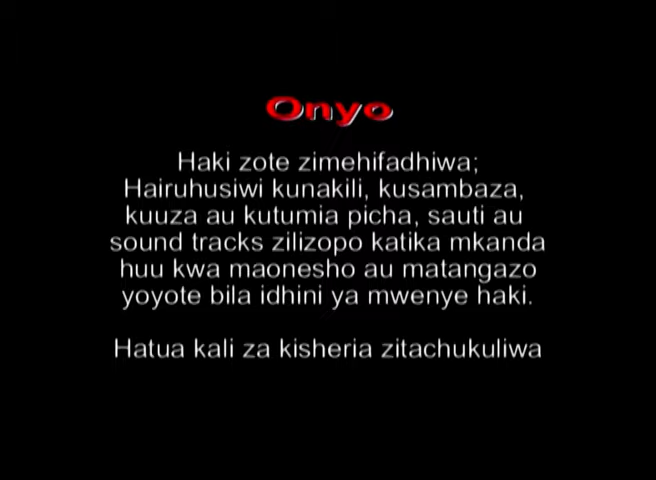 Onyo
Haki zote zimehifadhiwa;
Hairuhusiwi kunakili, kusambaza,
kuuza au kutumia picha, sauti au
sound tracks zilizopo katika mkanda
huu kwa maonesho au matangazo
yoyote bila idhini ya mwenye haki.
Hatua kali za kisheria zitachukuliwa